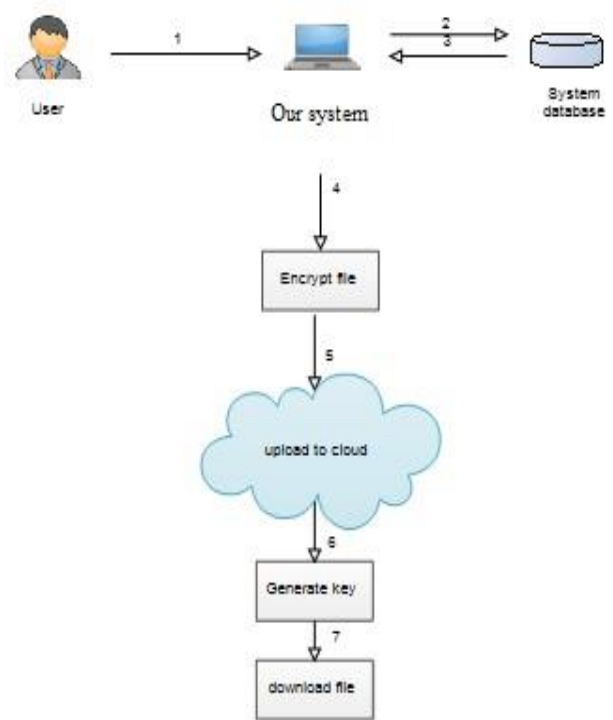 1
2
3
User
Our system
System
database
4
Encrypt file
5
upload to cloud
6
Generate key
7
download file